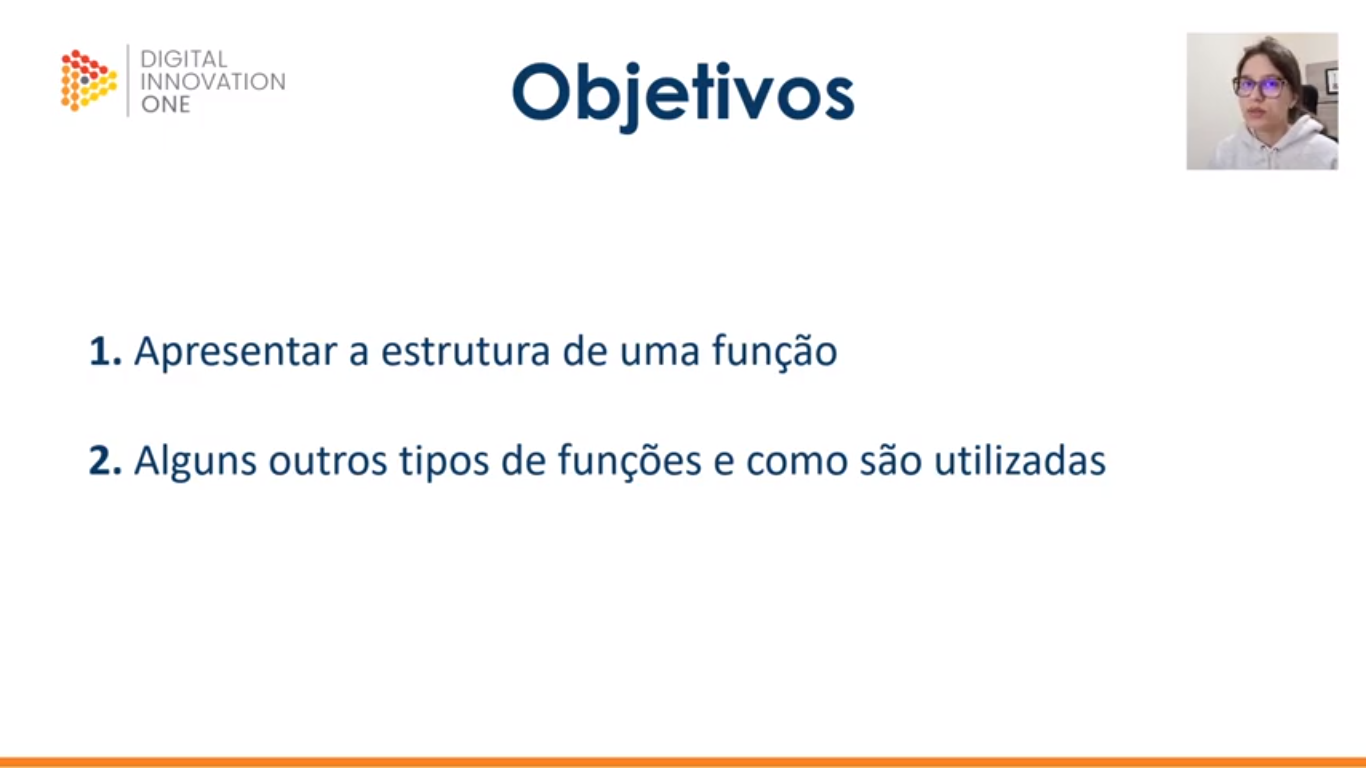 DIGITAL
INNOVATION
ONE
Objetivos
1. Apresentar a estrutura de uma função
2. Alguns outros tipos de funções e como são utilizadas